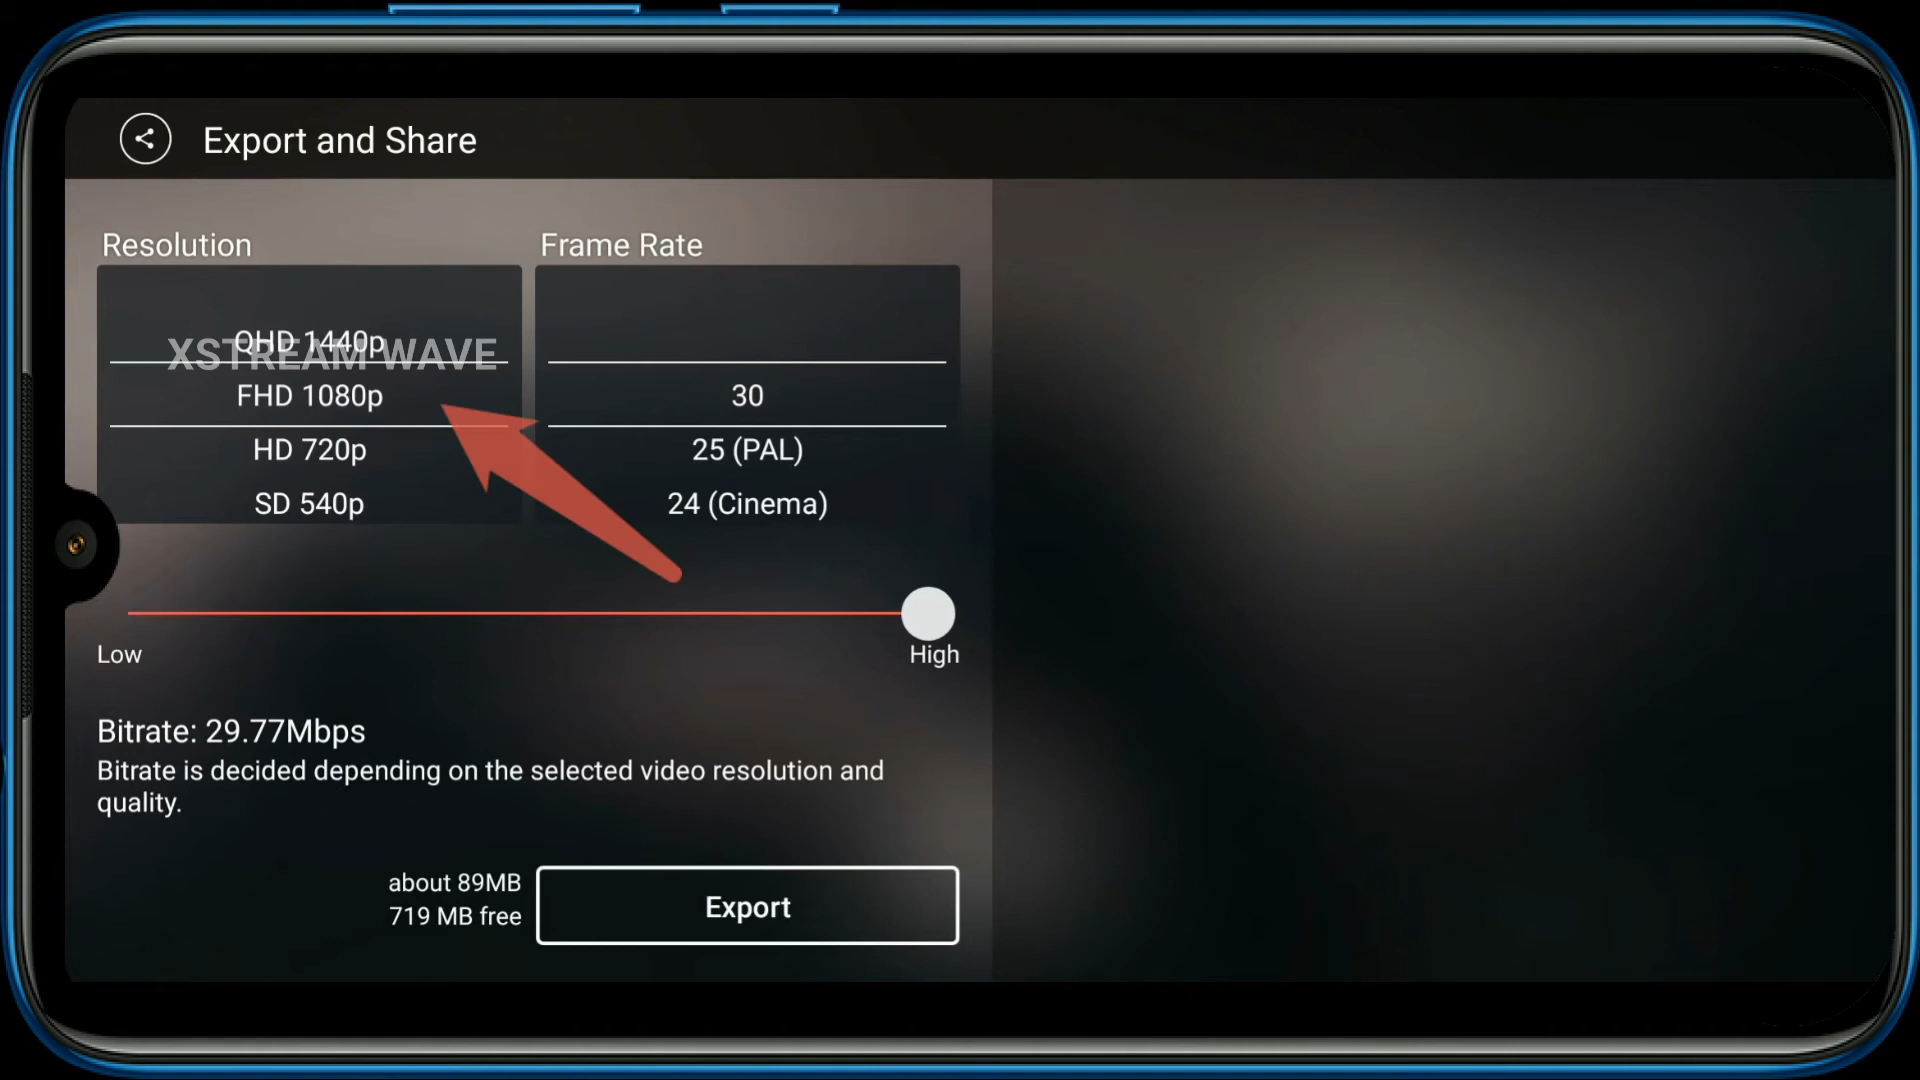 Export and Share
Resolution
Frame Rate
QHD 1440p
XSTREAM WAVE
FHD 1080p
30
HD 720p
25 (PAL)
SD 540p
24 (Cinema)
Low
High
Bitrate: 29.77Mbps
Bitrate is decided depending on the selected video resolution and
quality.
about 89MB
719 MB free
Export